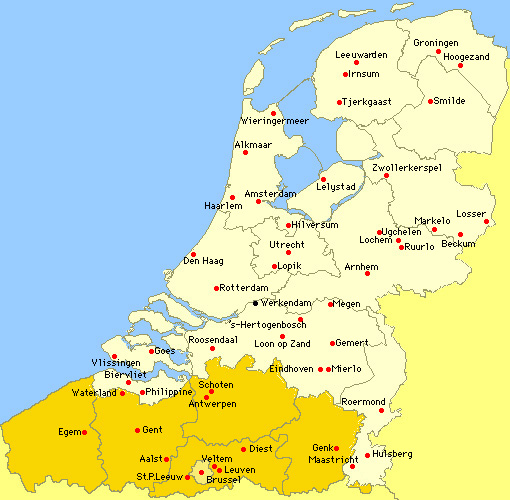 Groningen
Leeuwarden
Hoogezand
Irnsum
Tjerkgaast
Smilde
Wieringermeer
Alkmaar
Zwollerkerspel
Lelystad
Amsterdam
Haarlem
Losser
Hilversum
Markelo
Ugchelen
Lochem
Beckum
Utrecht
Ruurlo
Den Haag
Lopik
Arnhem
Rotterdam
Werkendam
Megen
's-Hertogenbosch
Roosendaal
Loon op Zand
Gemert
Goes
Vlissingen
Eindhoven
Mierlo
Biervliet
Schoten
Waterland
Philippine
Antwerpen
Roermond
Egem
Gent
Diest
Genk
Aalst
Veltem
Maastricht
Hulsberg
Leuven
St.P.Leeuw
Brussel